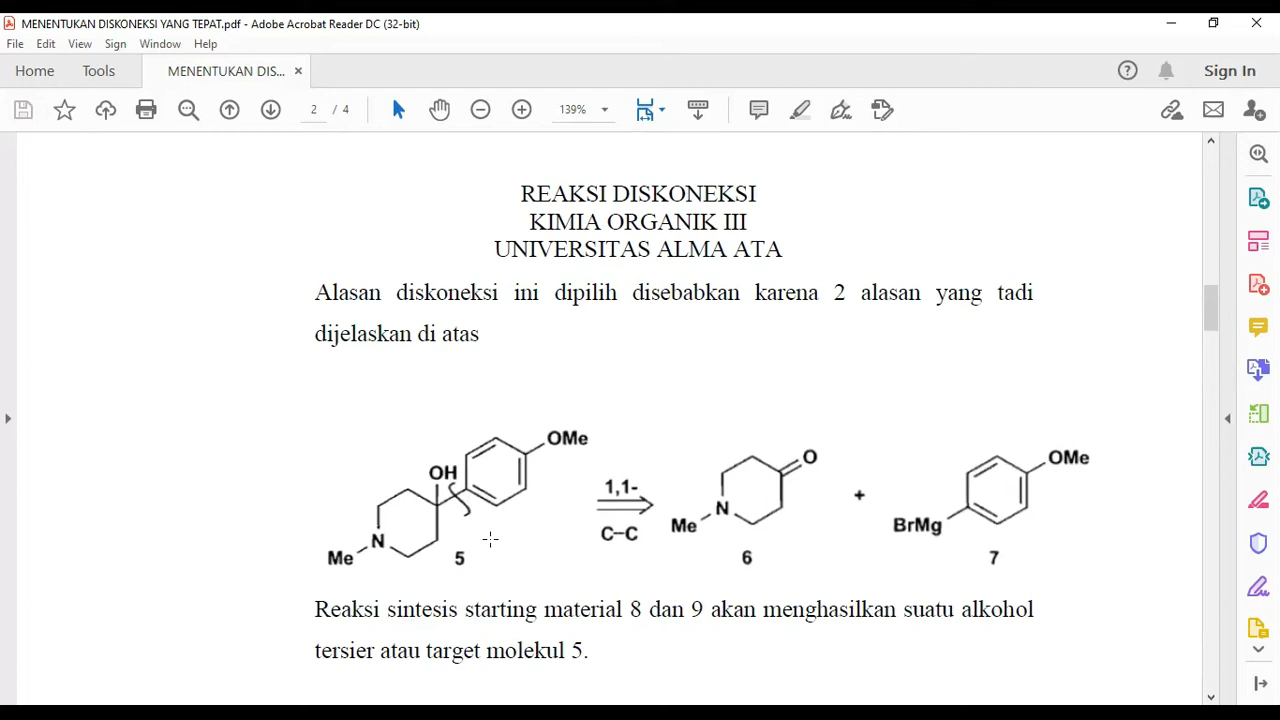 MENENTUKAN DISKONEKSI YANG TEPAT.pdf - Adobe Acrobat Reader DC (32-bit)
File Edit View Sign Window Help
Home Tools MENENTUKAN DIS... × ? Sign In
2 / 4 139%
REAKSI DISKONEKSI
KIMIA ORGANIK III
UNIVERSITAS ALMA ATA
Alasan diskoneksi ini dipilih disebabkan karena 2 alasan yang tadi
dijelaskan di atas
OMe
OH
N
Me
5
1,1-
C–C
O
N
Me
6
+
OMe
BrMg
7
Reaksi sintesis starting material 8 dan 9 akan menghasilkan suatu alkohol
tersier atau target molekul 5.